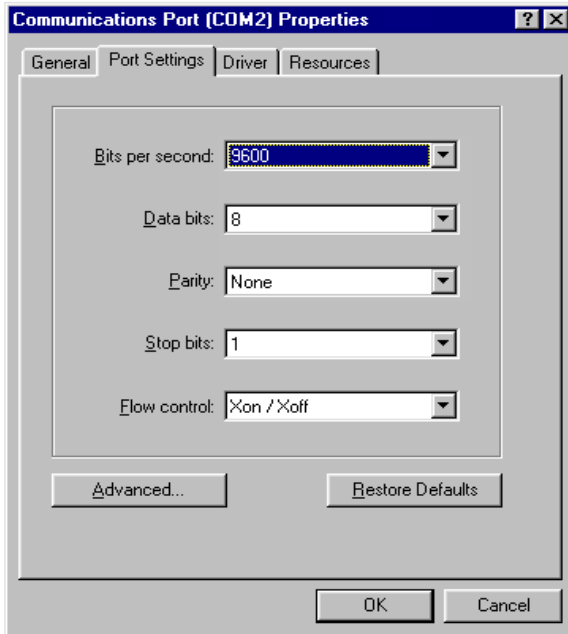 Communications Port (COM2) Properties
General Port Settings Driver Resources
Bits per second: 9600
Data bits: 8
Parity: None
Stop bits: 1
Flow control: Xon / Xoff
Advanced... Restore Defaults
OK Cancel